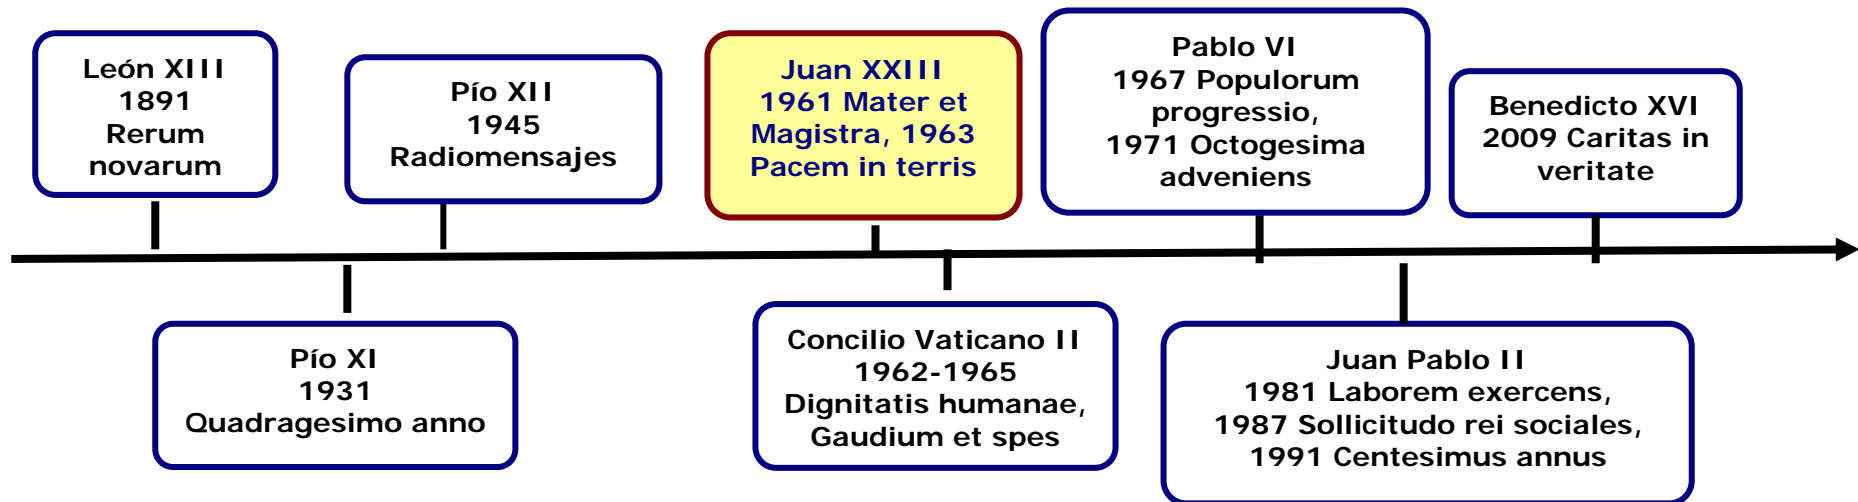 León XIII
1891
Rerum
novarum
Pío XII
1945
Radiomensajes
Juan XXIII
1961 Mater et
Magistra, 1963
Pacem in terris
Pablo VI
1967 Populorum
progressio,
1971 Octogesima
adveniens
Benedicto XVI
2009 Caritas in
veritate
Pío XI
1931
Quadragesimo anno
Concilio Vaticano II
1962-1965
Dignitatis humanae,
Gaudium et spes
Juan Pablo II
1981 Laborem exercens,
1987 Sollicitudo rei sociales,
1991 Centesimus annus